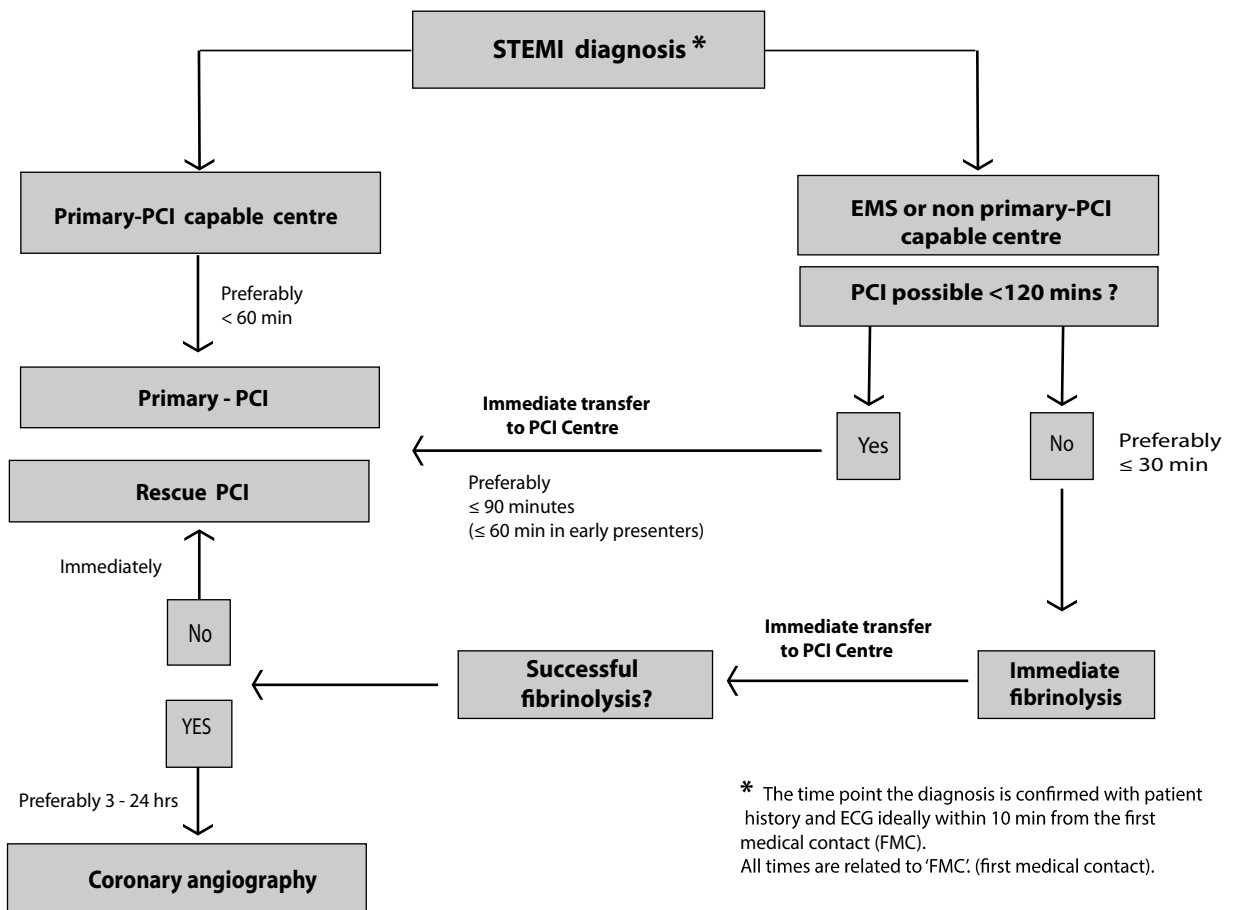 STEMI diagnosis *
Primary-PCI capable centre
Preferably
< 60 min
Primary - PCI
Rescue PCI
Immediately
No
YES
Preferably 3 - 24 hrs
Coronary angiography
EMS or non primary-PCI
capable centre
PCI possible <120 mins ?
Yes
No
Preferably
≤ 30 min
Immediate transfer
to PCI Centre
Preferably
≤ 90 minutes
(≤ 60 min in early presenters)
Immediate
fibrinolysis
Immediate transfer
to PCI Centre
Successful
fibrinolysis?
* The time point the diagnosis is confirmed with patient
history and ECG ideally within 10 min from the first
medical contact (FMC).
All times are related to ‘FMC’. (first medical contact).